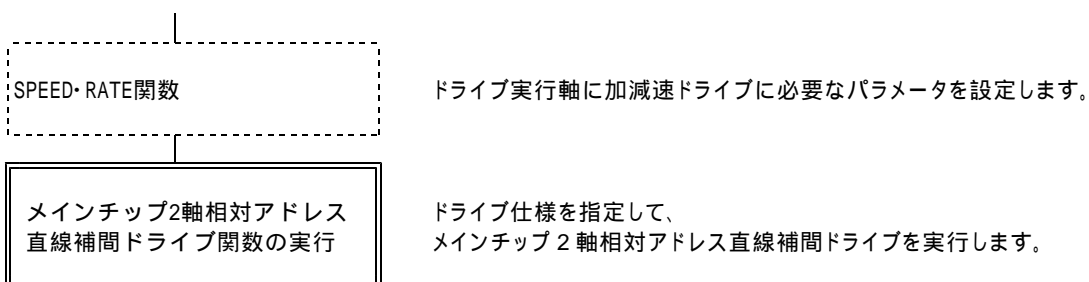 SPEED･RATE関数
ドライブ実行軸に加減速ドライブに必要なパラメータを設定します。
メインチップ2軸相対アドレス
直線補間ドライブ関数の実行
ドライブ仕様を指定して、
メインチップ２軸相対アドレス直線補間ドライブを実行します。